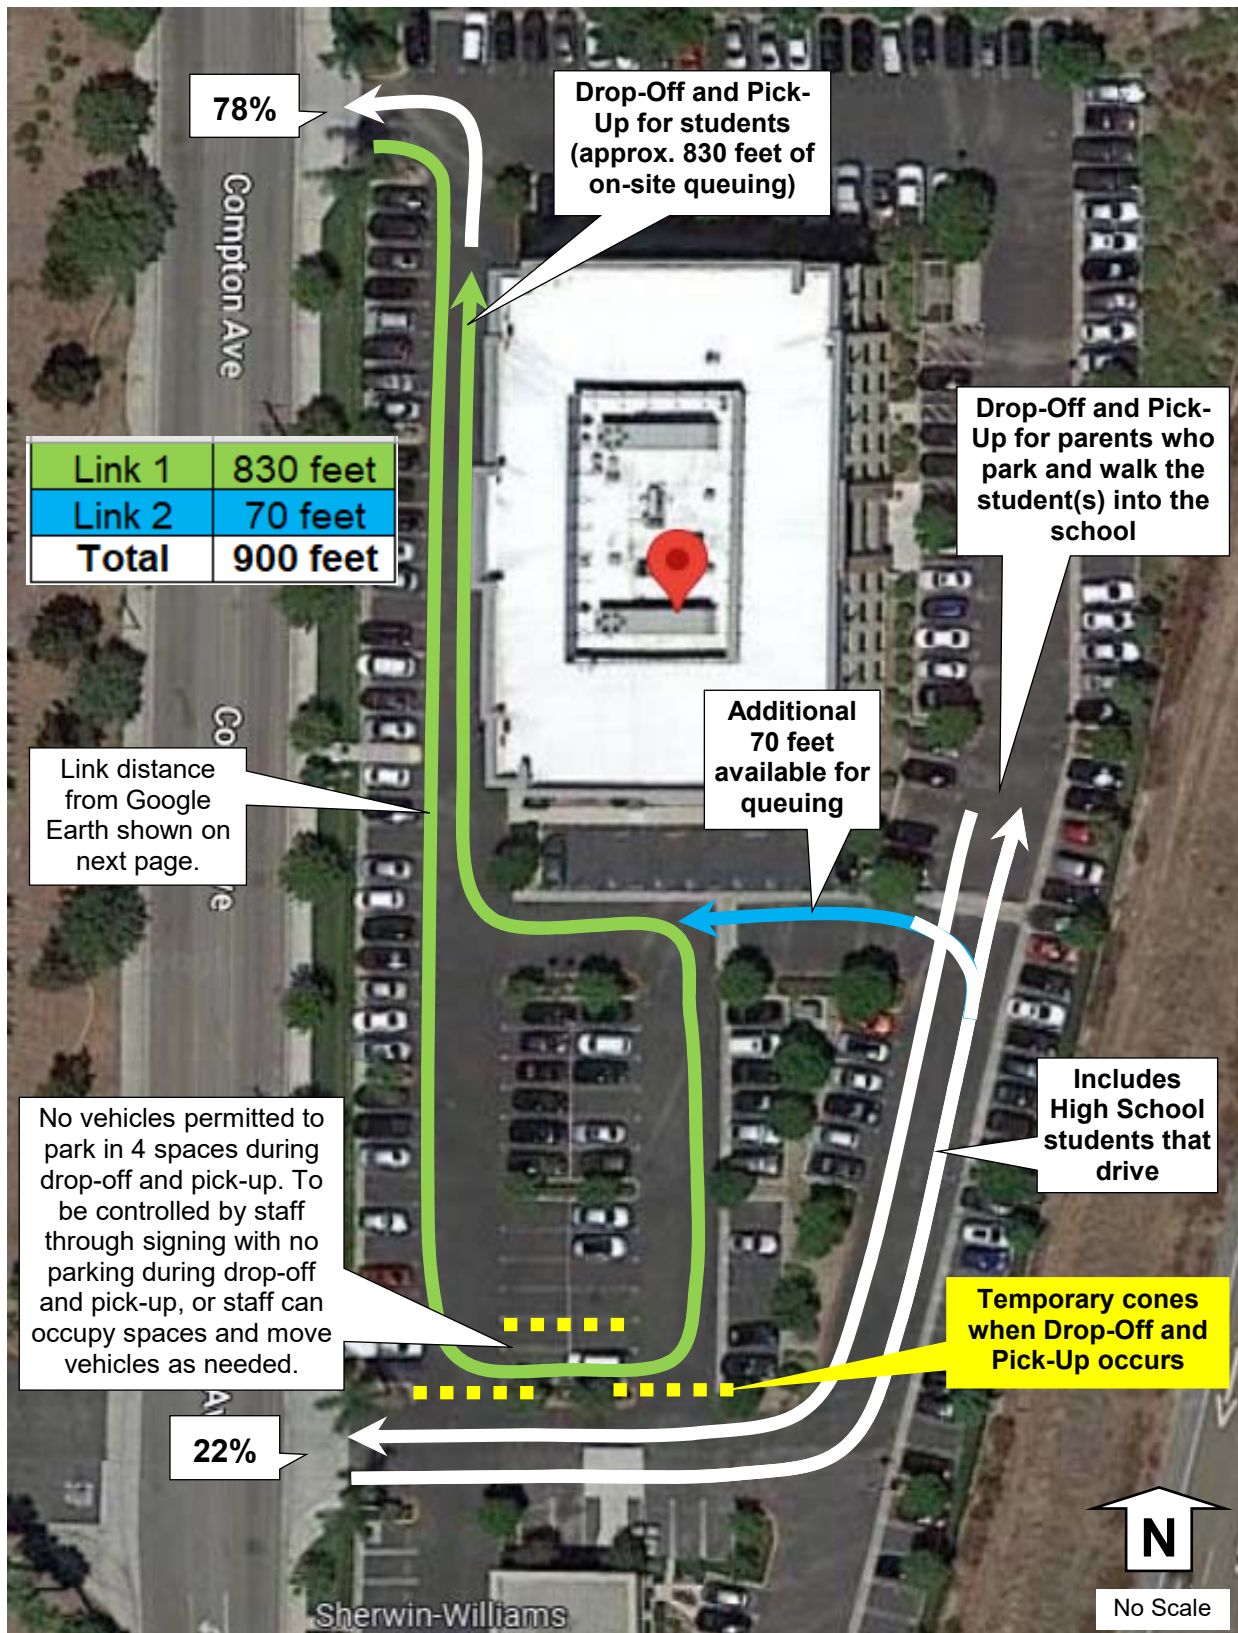 78%
Drop-Off and Pick-
Up for students
(approx. 830 feet of
on-site queuing)
Compton Ave
Drop-Off and Pick-
Up for parents who
park and walk the
student(s) into the
school
Link 1 830 feet
Link 2 70 feet
Total 900 feet
Additional
70 feet
available for
queuing
Link distance
from Google
Earth shown on
next page.
Co
ve
Includes
High School
students that
drive
No vehicles permitted to
park in 4 spaces during
drop-off and pick-up. To
be controlled by staff
through signing with no
parking during drop-off
and pick-up, or staff can
occupy spaces and move
vehicles as needed.
Temporary cones
when Drop-Off and
Pick-Up occurs
22%
N
No Scale
Sherwin-Williams